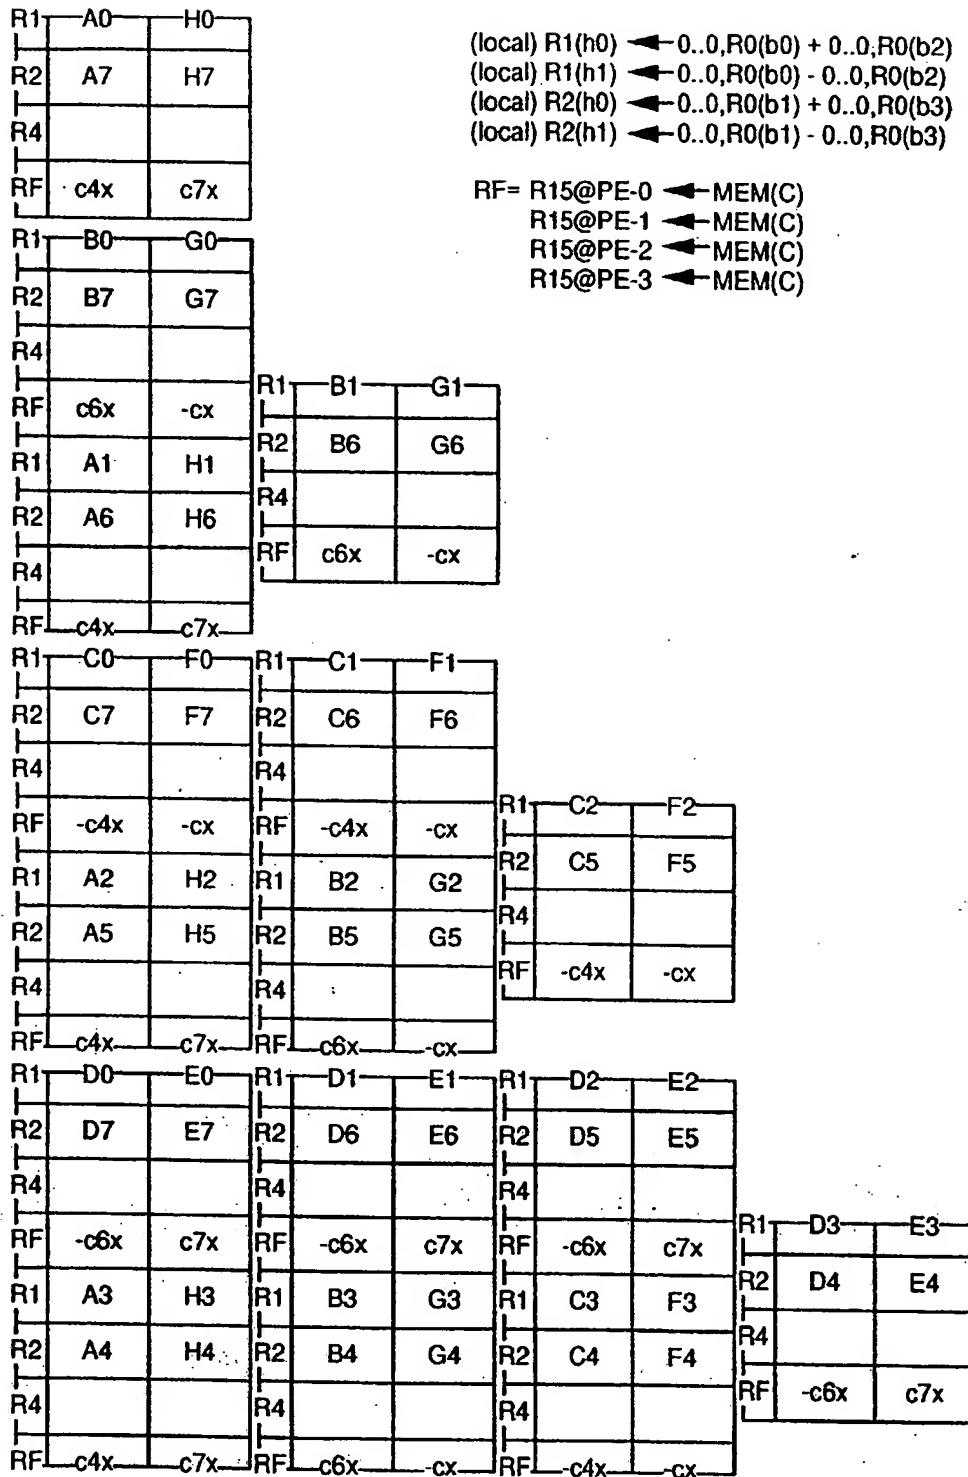 R1 A0 H0
R2 A7 H7
R4
RF c4x c7x
(local) R1(h0) ← 0..0,R0(b0) + 0..0,R0(b2)
(local) R1(h1) ← 0..0,R0(b0) - 0..0,R0(b2)
(local) R2(h0) ← 0..0,R0(b1) + 0..0,R0(b3)
(local) R2(h1) ← 0..0,R0(b1) - 0..0,R0(b3)
RF= R15@PE-0 ← MEM(C)
R15@PE-1 ← MEM(C)
R15@PE-2 ← MEM(C)
R15@PE-3 ← MEM(C)
R1 B0 G0
R2 B7 G7
R4
RF c6x -cx
R1 A1 H1
R2 A6 H6
R4
RF c4x c7x
R1 B1 G1
R2 B6 G6
R4
RF c6x -cx
R1 C0 F0
R2 C7 F7
R4
RF -c4x -cx
R1 A2 H2
R2 A5 H5
R4
RF c4x c7x
R1 C1 F1
R2 C6 F6
R4
RF -c4x -cx
R1 B2 G2
R2 B5 G5
R4
RF c6x -cx
R1 C2 F2
R2 C5 F5
R4
RF -c4x -cx
R1 D0 E0
R2 D7 E7
R4
RF -c6x c7x
R1 A3 H3
R2 A4 H4
R4
RF c4x c7x
R1 D1 E1
R2 D6 E6
R4
RF -c6x c7x
R1 B3 G3
R2 B4 G4
R4
RF c6x -cx
R1 D2 E2
R2 D5 E5
R4
RF -c6x c7x
R1 C3 F3
R2 C4 F4
R4
RF -c4x -cx
R1 D3 E3
R2 D4 E4
R4
RF -c6x c7x